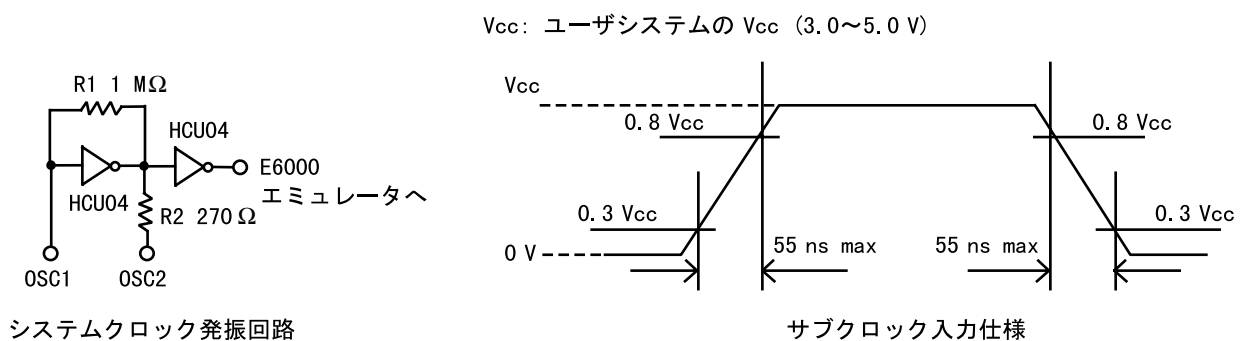 Vcc: ユーザシステムの Vcc (3.0～5.0 V)
R1 1 MΩ
HCU04
HCU04
E6000
エミュレータへ
R2 270 Ω
OSC1
OSC2
システムクロック発振回路
Vcc
0.8 Vcc
0.8 Vcc
0.3 Vcc
0.3 Vcc
0 V
55 ns max
55 ns max
サブクロック入力仕様